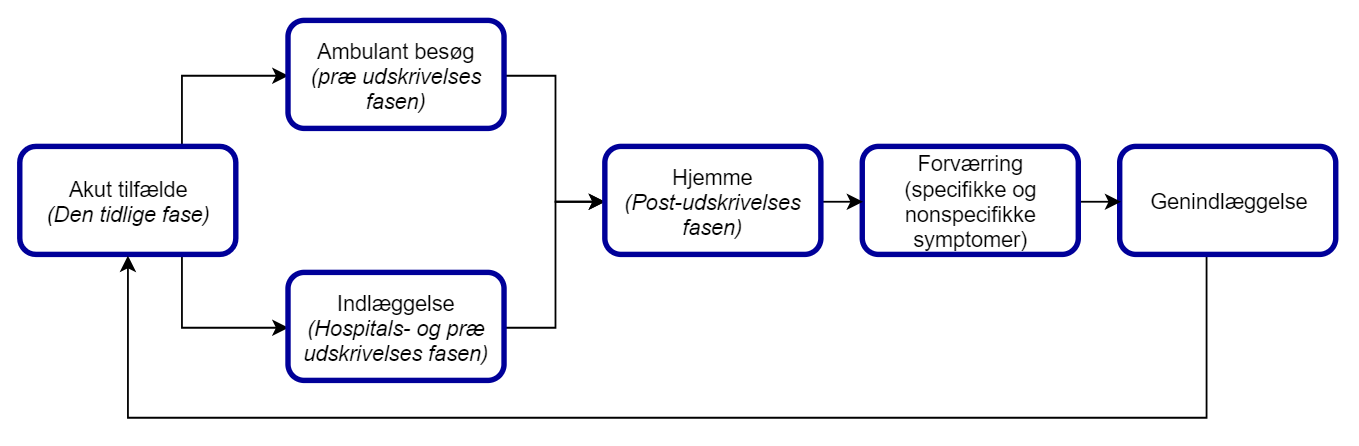 Ambulant besøg
(præ udskrivelses
fasen)
Akut tilfælde
(Den tidlige fase)
Indlæggelse
(Hospitals- og præ
udskrivelses fasen)
Hjemme
(Post-udskrivelses
fasen)
Forværring
(specifikke og
nonspecifikke
symptomer)
Genindlæggelse